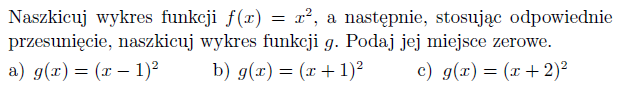 Naszkicuj wykres funkcji f(x) = x², a następnie, stosując odpowiednie
przesunięcie, naszkicuj wykres funkcji g. Podaj jej miejsce zerowe.
a) g(x) = (x − 1)² b) g(x) = (x + 1)² c) g(x) = (x + 2)²